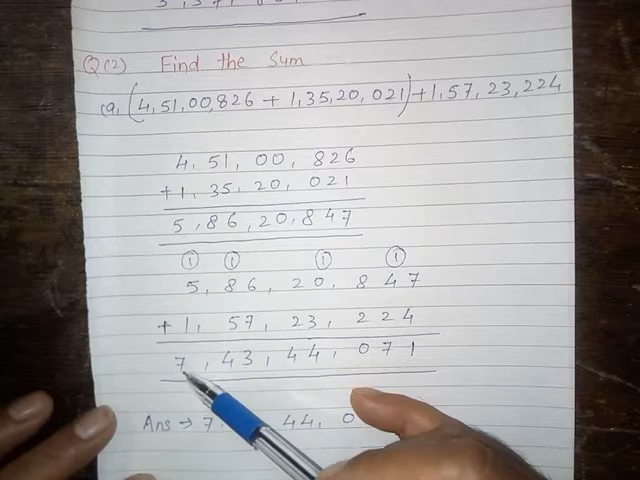 Q(2) Find the Sum
(a, (4,51,00,826 + 1,35,20,021) + 1,57,23,224
4, 51, 00, 826
+ 1, 35, 20, 021
5, 86, 20, 847
1 1 1 1
5, 86, 20, 847
+ 1, 57, 23, 224
7, 43, 44, 071
Ans → 7, 44, 0